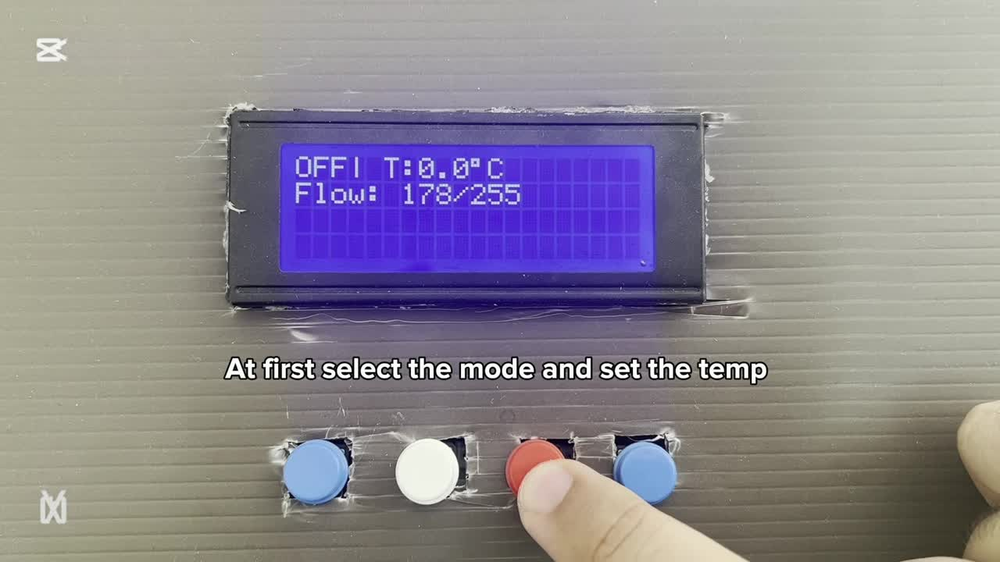 OFF| T:0.0°C
Flow: 178/255
At first select the mode and set the temp